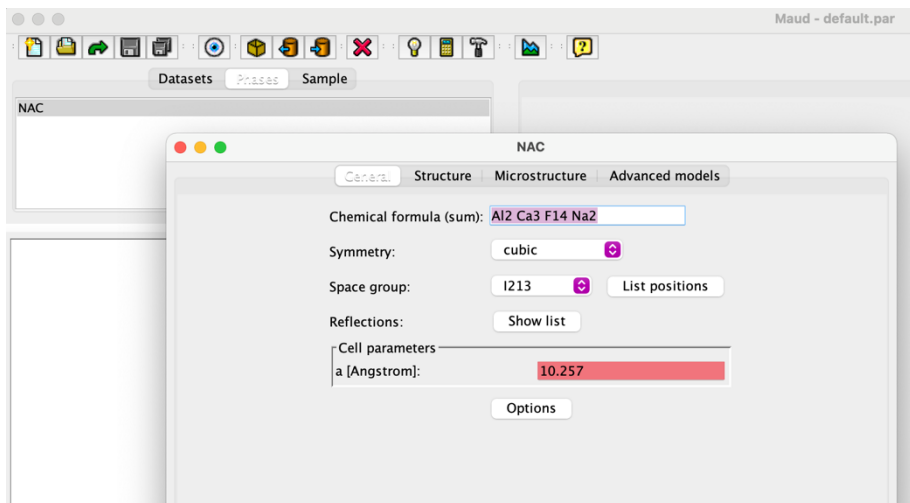 Maud - default.par
Datasets Phases Sample
NAC
NAC
General Structure Microstructure Advanced models
Chemical formula (sum): Al2 Ca3 F14 Na2
Symmetry: cubic
Space group: I213 List positions
Reflections: Show list
Cell parameters
a [Angstrom]: 10.257
Options